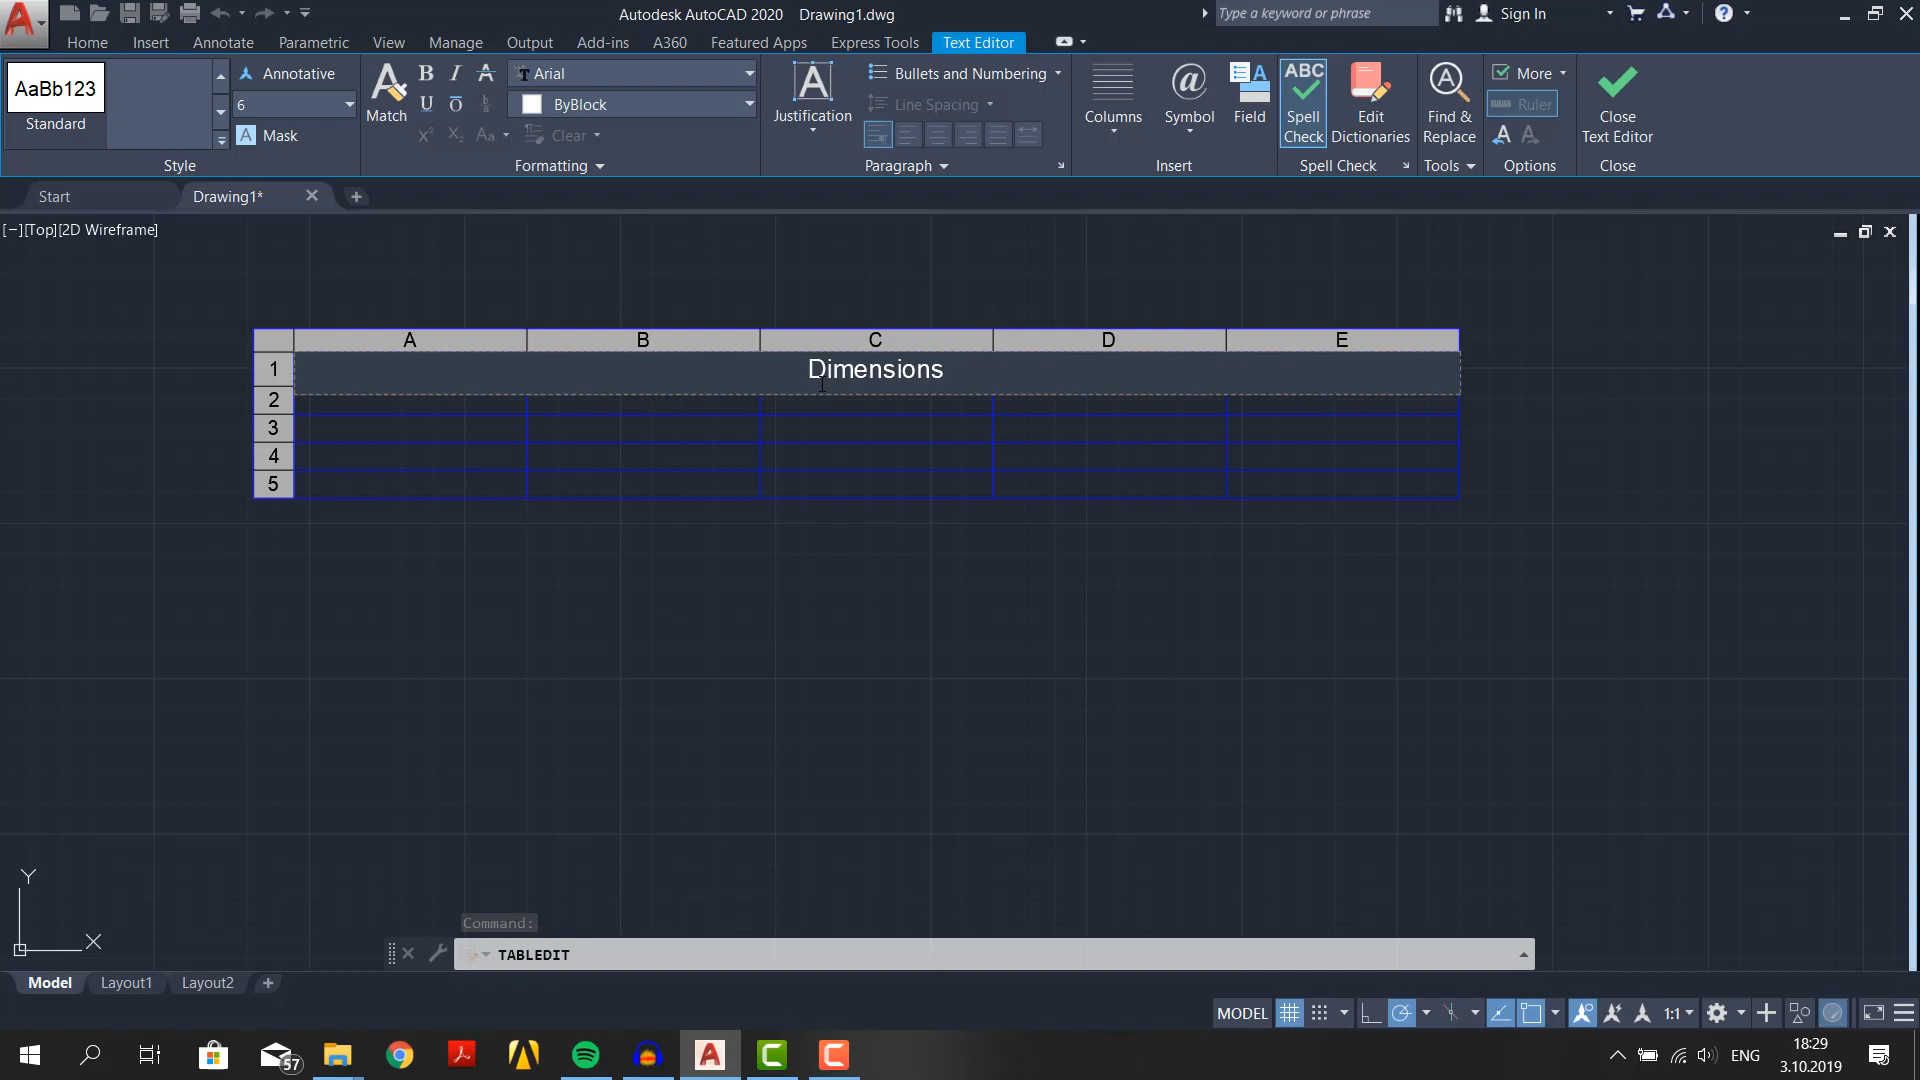 Autodesk AutoCAD 2020 Drawing1.dwg
Type a keyword or phrase
Sign In
Home Insert Annotate Parametric View Manage Output Add-ins A360 Featured Apps Express Tools Text Editor
AaBb123
Standard
Annotative
6
A Mask
Style
Match
B I A
U O
X² X₂ Aa Clear
Arial
ByBlock
Formatting
Justification
Bullets and Numbering
Line Spacing
Paragraph
Columns
Symbol
Field
Insert
ABC
Spell
Check
Edit
Dictionaries
Spell Check
Find &
Replace
Tools
More
Ruler
Options
Close
Text Editor
Close
Start Drawing1*
[−][Top][2D Wireframe]
A B C D E
1 Dimensions
2
3
4
5
Y
X
Command:
TABLEDIT
Model Layout1 Layout2
MODEL 1:1
57
ENG
18:29
3.10.2019